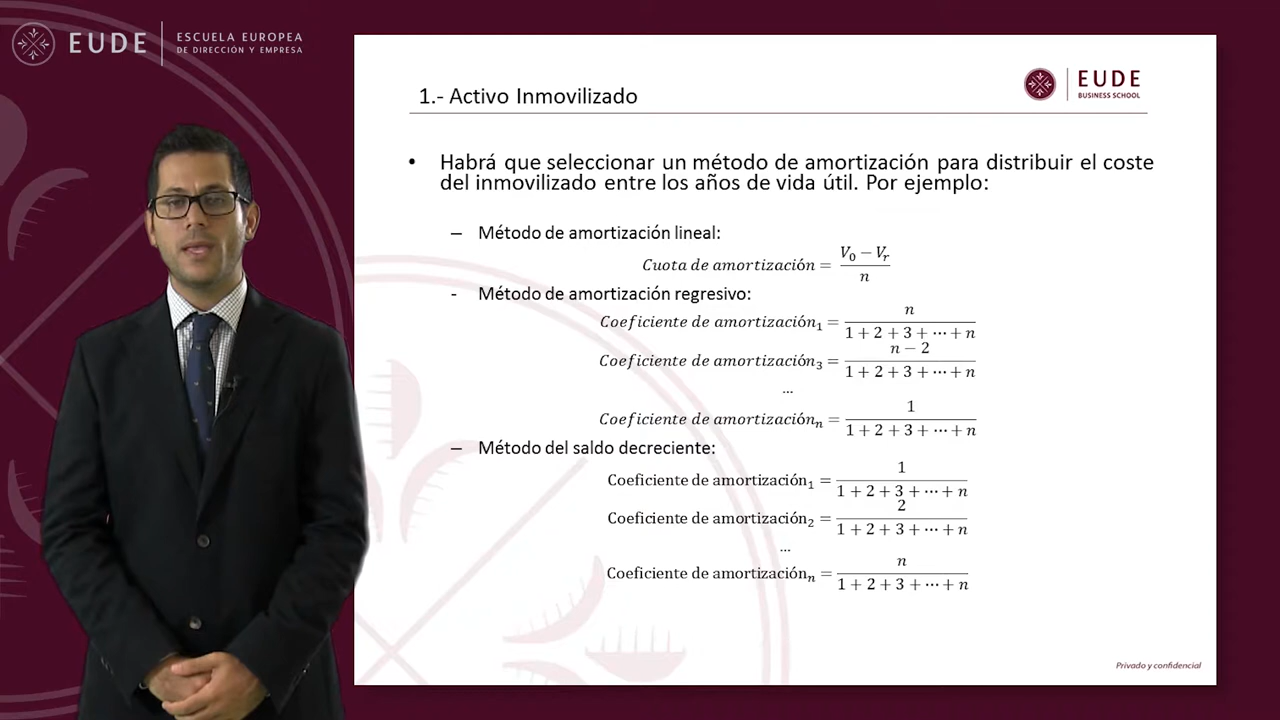 EUDE
ESCUELA EUROPEA
DE DIRECCIÓN Y EMPRESA
1.- Activo Inmovilizado
EUDE
BUSINESS SCHOOL
• Habrá que seleccionar un método de amortización para distribuir el coste
del inmovilizado entre los años de vida útil. Por ejemplo:
– Método de amortización lineal:
Cuota de amortización = (V₀ − Vᵣ) / n
- Método de amortización regresivo:
Coeficiente de amortización₁ = n / (1 + 2 + 3 + ⋯ + n)
Coeficiente de amortización₃ = (n − 2) / (1 + 2 + 3 + ⋯ + n)
...
Coeficiente de amortizaciónₙ = 1 / (1 + 2 + 3 + ⋯ + n)
– Método del saldo decreciente:
Coeficiente de amortización₁ = 1 / (1 + 2 + 3 + ⋯ + n)
Coeficiente de amortización₂ = 2 / (1 + 2 + 3 + ⋯ + n)
...
Coeficiente de amortizaciónₙ = n / (1 + 2 + 3 + ⋯ + n)
Privado y confidencial